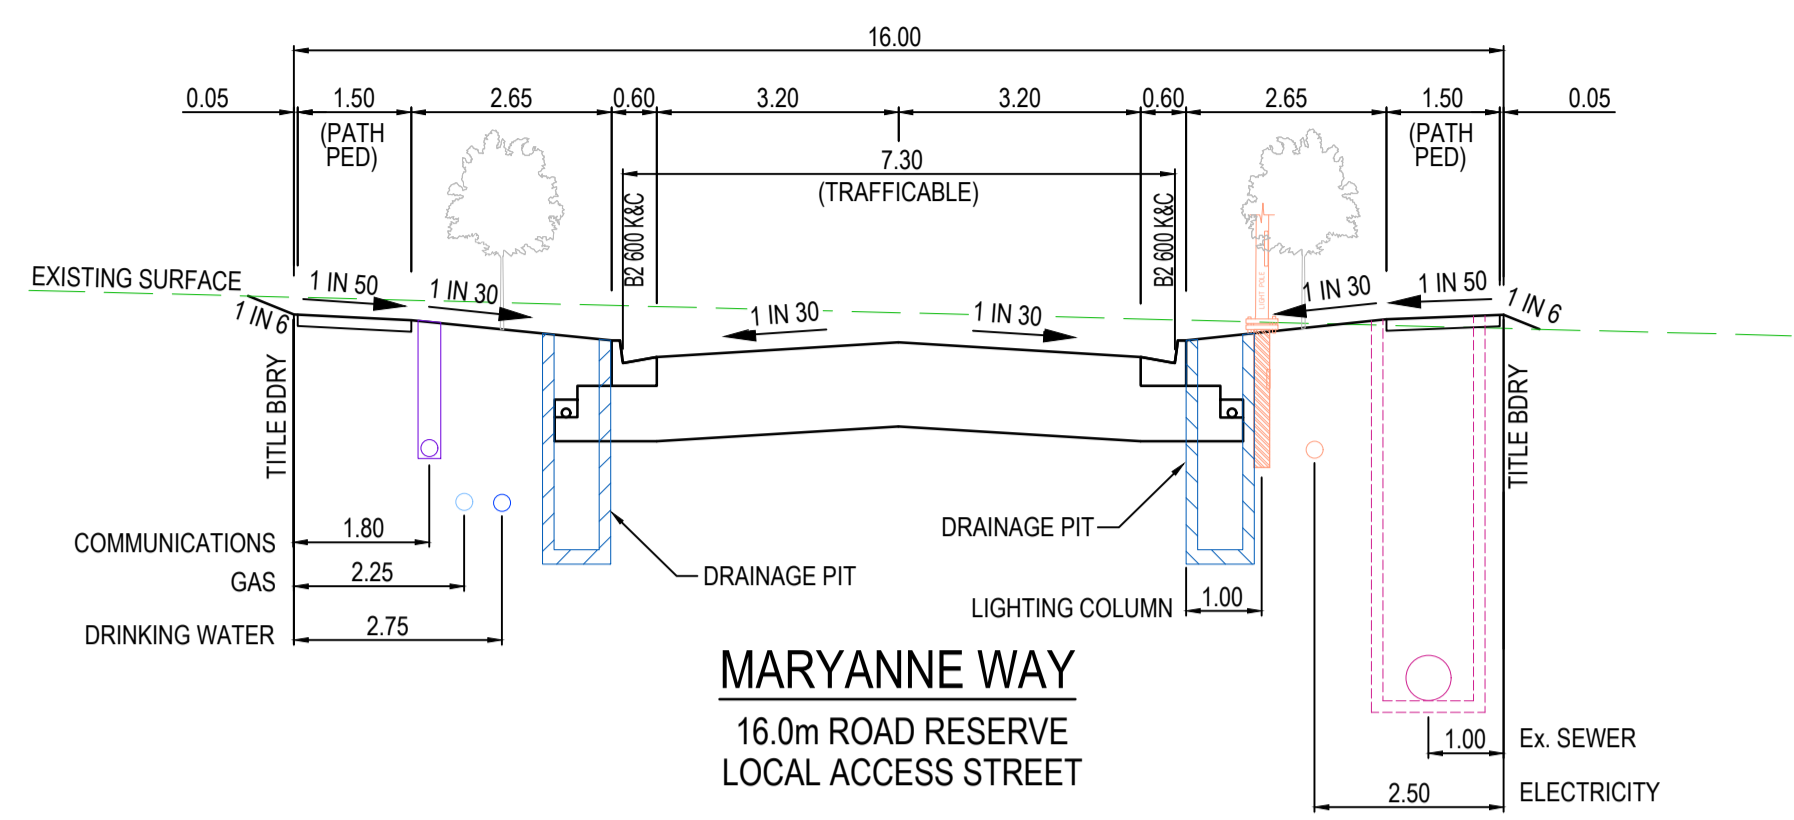 16.00
0.05 1.50 2.65 0.60 3.20 3.20 0.60 2.65 1.50 0.05
(PATH
PED)
(PATH
PED)
7.30
(TRAFFICABLE)
B2 600 K&C
B2 600 K&C
EXISTING SURFACE
1 IN 6
1 IN 50
1 IN 30
1 IN 30
1 IN 30
1 IN 30
1 IN 50
1 IN 6
LIGHT POLE
TITLE BDRY
TITLE BDRY
COMMUNICATIONS 1.80
GAS 2.25
DRINKING WATER 2.75
DRAINAGE PIT
DRAINAGE PIT
LIGHTING COLUMN 1.00
1.00 Ex. SEWER
2.50 ELECTRICITY
MARYANNE WAY
16.0m ROAD RESERVE
LOCAL ACCESS STREET